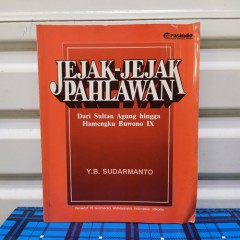 JEJAK-JEJAK
PAHLAWAN
Dari Sultan Agung hingga
Hamengku Buwono IX
Y.B. SUDARMANTO